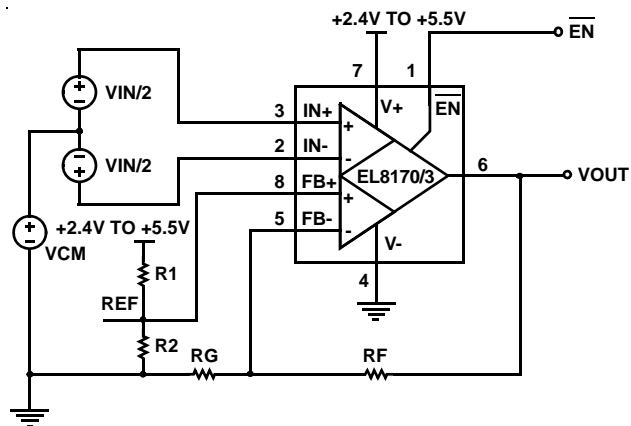 +2.4V TO +5.5V
EN
7
1
VIN/2
3
IN+
V+
EN
+
2
IN-
-
VIN/2
EL8170/3
6
VOUT
8
FB+
+
+2.4V TO +5.5V
5
FB-
-
VCM
V-
R1
4
REF
R2
RG
RF